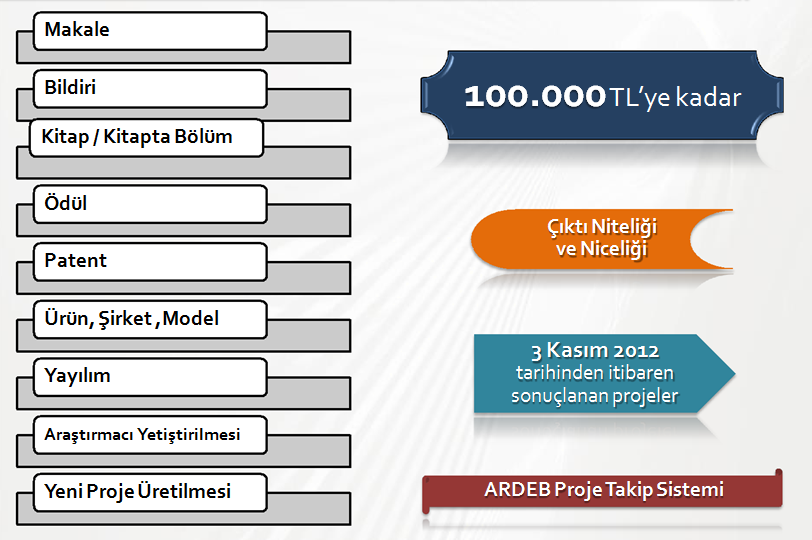 Makale
Bildiri
Kitap / Kitapta Bölüm
Ödül
Patent
Ürün, Şirket ,Model
Yayılım
Araştırmacı Yetiştirilmesi
Yeni Proje Üretilmesi
100.000 TL’ye kadar
Çıktı Niteliği
ve Niceliği
3 Kasım 2012
tarihinden itibaren
sonuçlanan projeler
ARDEB Proje Takip Sistemi